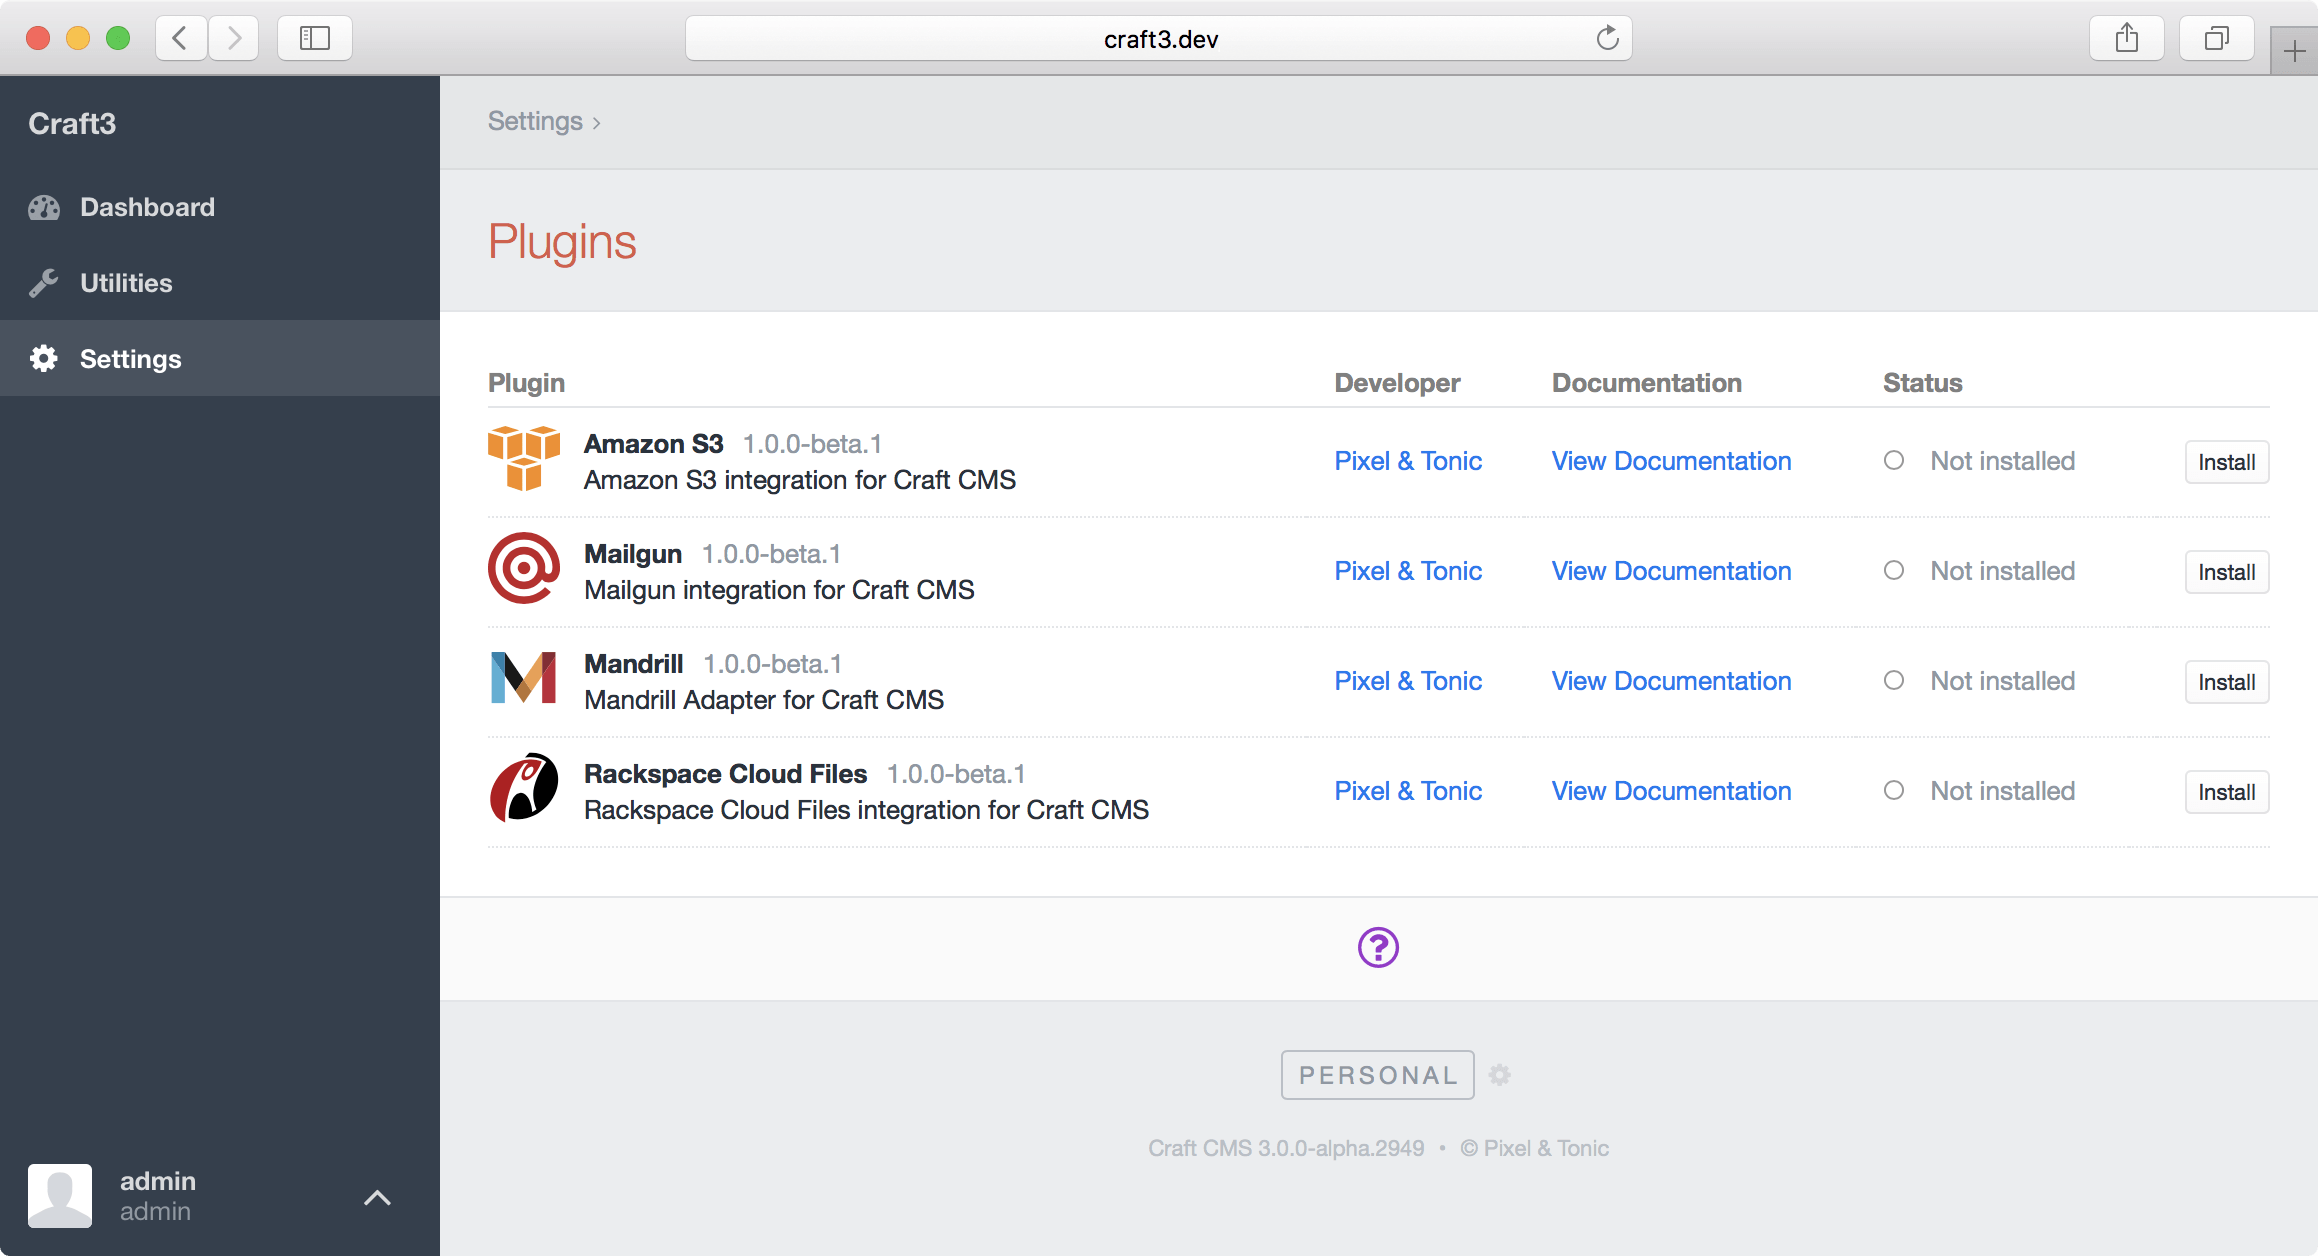 craft3.dev
Craft3
Dashboard
Utilities
Settings
admin
admin
Settings
Plugins
Plugin Developer Documentation Status
Amazon S3 1.0.0-beta.1
Amazon S3 integration for Craft CMS
Pixel & Tonic View Documentation Not installed Install
Mailgun 1.0.0-beta.1
Mailgun integration for Craft CMS
Pixel & Tonic View Documentation Not installed Install
Mandrill 1.0.0-beta.1
Mandrill Adapter for Craft CMS
Pixel & Tonic View Documentation Not installed Install
Rackspace Cloud Files 1.0.0-beta.1
Rackspace Cloud Files integration for Craft CMS
Pixel & Tonic View Documentation Not installed Install
?
PERSONAL
Craft CMS 3.0.0-alpha.2949 • © Pixel & Tonic